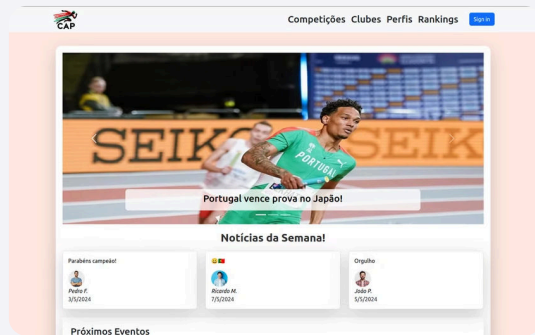 CAP
Competições Clubes Perfis Rankings Sign in
SEIKO SEIKO
PORTUGAL
Portugal vence prova no Japão!
Notícias da Semana!
Parabéns campeão!
Pedro F.
3/5/2024
😄🇵🇹
Ricardo M.
7/5/2024
Orgulho
João P.
5/5/2024
Próximos Eventos